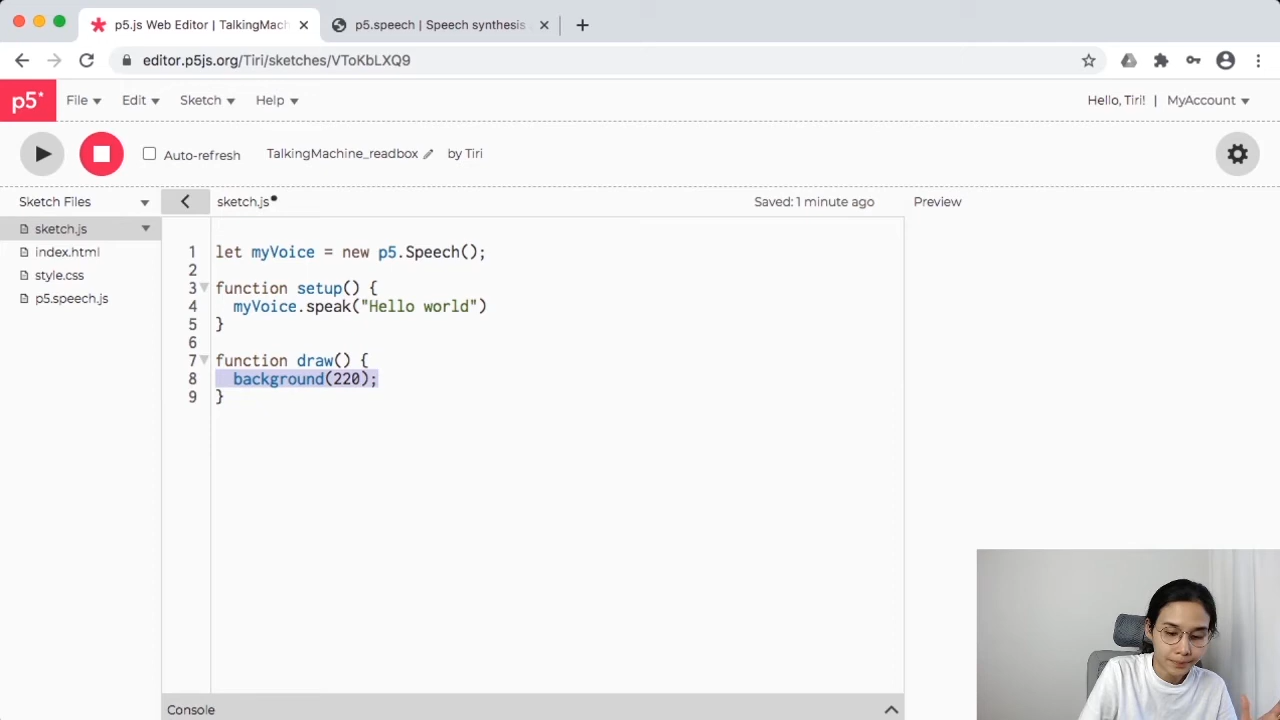 p5.js Web Editor | TalkingMach
p5.speech | Speech synthesis
editor.p5js.org/Tiri/sketches/VToKbLXQ9
p5* File Edit Sketch Help Hello, Tiri! | MyAccount
Auto-refresh TalkingMachine_readbox by Tiri
Sketch Files sketch.js Saved: 1 minute ago Preview
sketch.js
index.html
style.css
p5.speech.js
1 let myVoice = new p5.Speech();
2
3 function setup() {
4 myVoice.speak("Hello world")
5 }
6
7 function draw() {
8 background(220);
9 }
Console